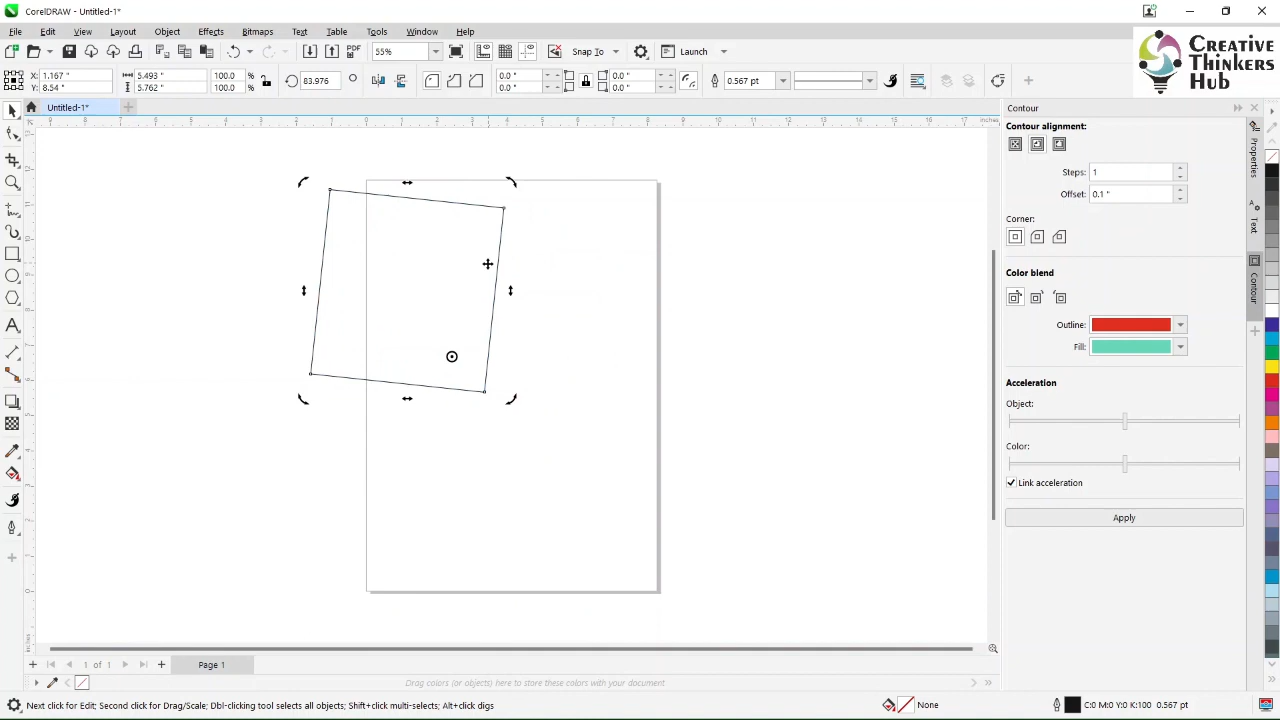 CorelDRAW - Untitled-1*
File Edit View Layout Object Effects Bitmaps Text Table Tools Window Help
PDF 55% Snap To Launch
Creative
Thinkers
Hub
X: 1.167 " 5.493 " 100.0 % 83.976 0.0 " 0.0 " 0.567 pt
Y: 8.54 " 5.762 " 100.0 % 0.0 " 0.0 "
Untitled-1*
Contour
inches
Contour alignment:
Steps: 1
Offset: 0.1 "
Corner:
Color blend
Outline:
Fill:
Acceleration
Object:
Color:
Link acceleration
Apply
Properties
Text
Contour
inches
1 of 1 Page 1
Drag colors (or objects) here to store these colors with your document
Next click for Edit; Second click for Drag/Scale; Dbl-clicking tool selects all objects; Shift+click multi-selects; Alt+click digs None C:0 M:0 Y:0 K:100 0.567 pt